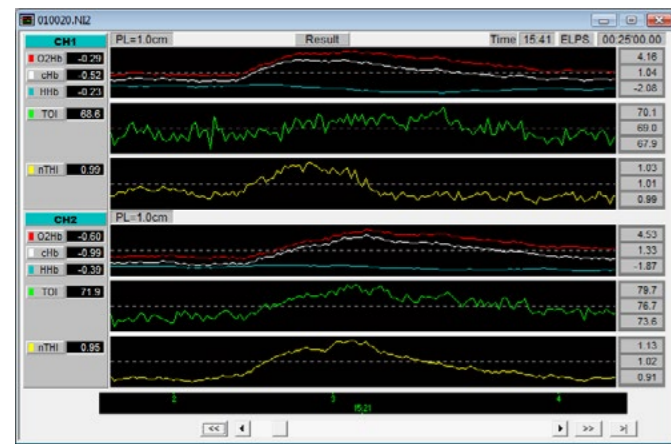 010020.NI2
CH1 PL=1.0cm Result Time 15:41 ELPS 00:25'00.00
O2Hb -0.29 4.16
cHb -0.52 1.04
HHb -0.23 -2.08
TOI 68.6 70.1
69.0
67.9
nTHI 0.99 1.03
1.01
0.99
CH2 PL=1.0cm
O2Hb -0.60 4.53
cHb -0.99 1.33
HHb -0.39 -1.87
TOI 71.9 79.7
76.7
73.6
nTHI 0.95 1.13
1.02
0.91
2 3 4
15:21
<< >> >|